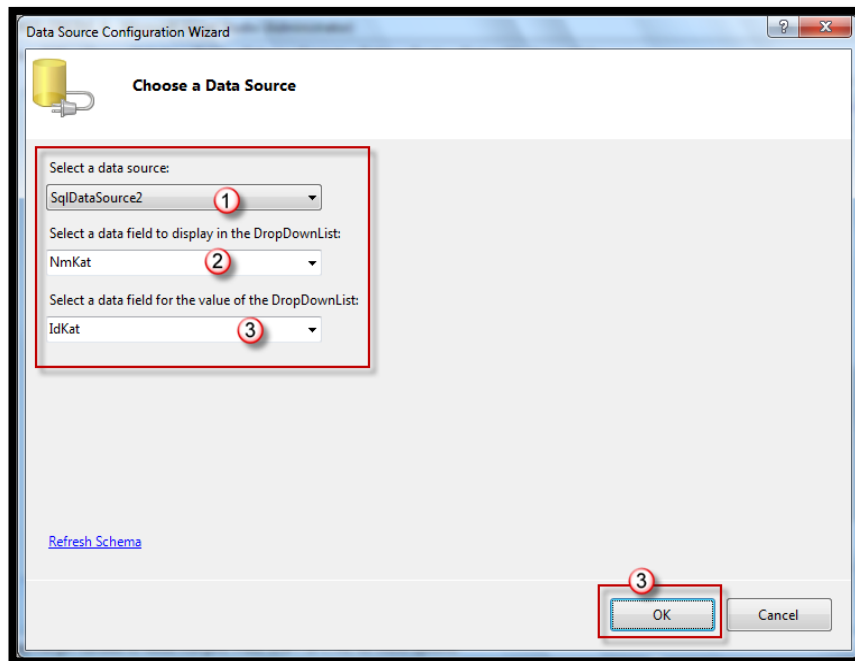 Data Source Configuration Wizard
Choose a Data Source
Select a data source:
SqlDataSource2
1
Select a data field to display in the DropDownList:
NmKat
2
Select a data field for the value of the DropDownList:
IdKat
3
Refresh Schema
3
OK
Cancel